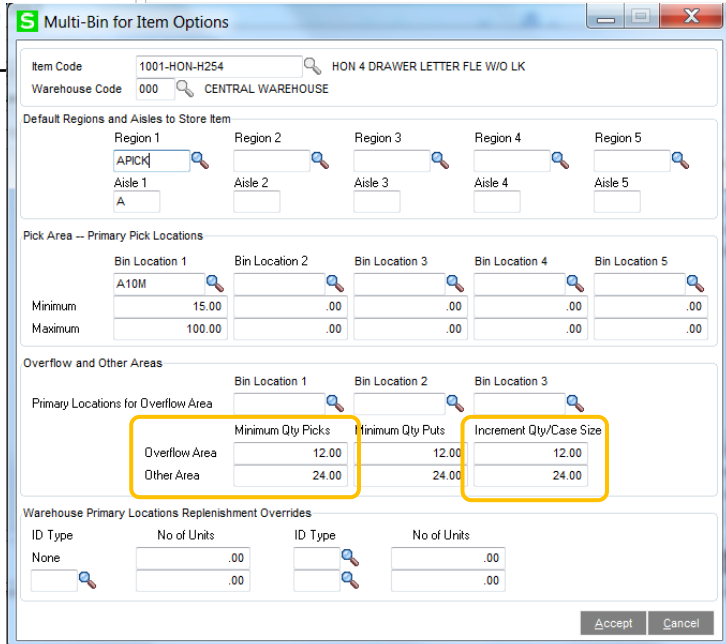 S Multi-Bin for Item Options
X
Item Code 1001-HON-H254 HON 4 DRAWER LETTER FLE W/O LK
Warehouse Code 000 CENTRAL WAREHOUSE
Default Regions and Aisles to Store Item
Region 1 Region 2 Region 3 Region 4 Region 5
APICK
Aisle 1 Aisle 2 Aisle 3 Aisle 4 Aisle 5
A
Pick Area -- Primary Pick Locations
Bin Location 1 Bin Location 2 Bin Location 3 Bin Location 4 Bin Location 5
A10M
Minimum 15.00 .00 .00 .00 .00
Maximum 100.00 .00 .00 .00 .00
Overflow and Other Areas
Bin Location 1 Bin Location 2 Bin Location 3
Primary Locations for Overflow Area
Minimum Qty Picks Minimum Qty Puts Increment Qty/Case Size
Overflow Area 12.00 12.00 12.00
Other Area 24.00 24.00 24.00
Warehouse Primary Locations Replenishment Overrides
ID Type No of Units ID Type No of Units
None .00 .00
.00 .00
Accept Cancel